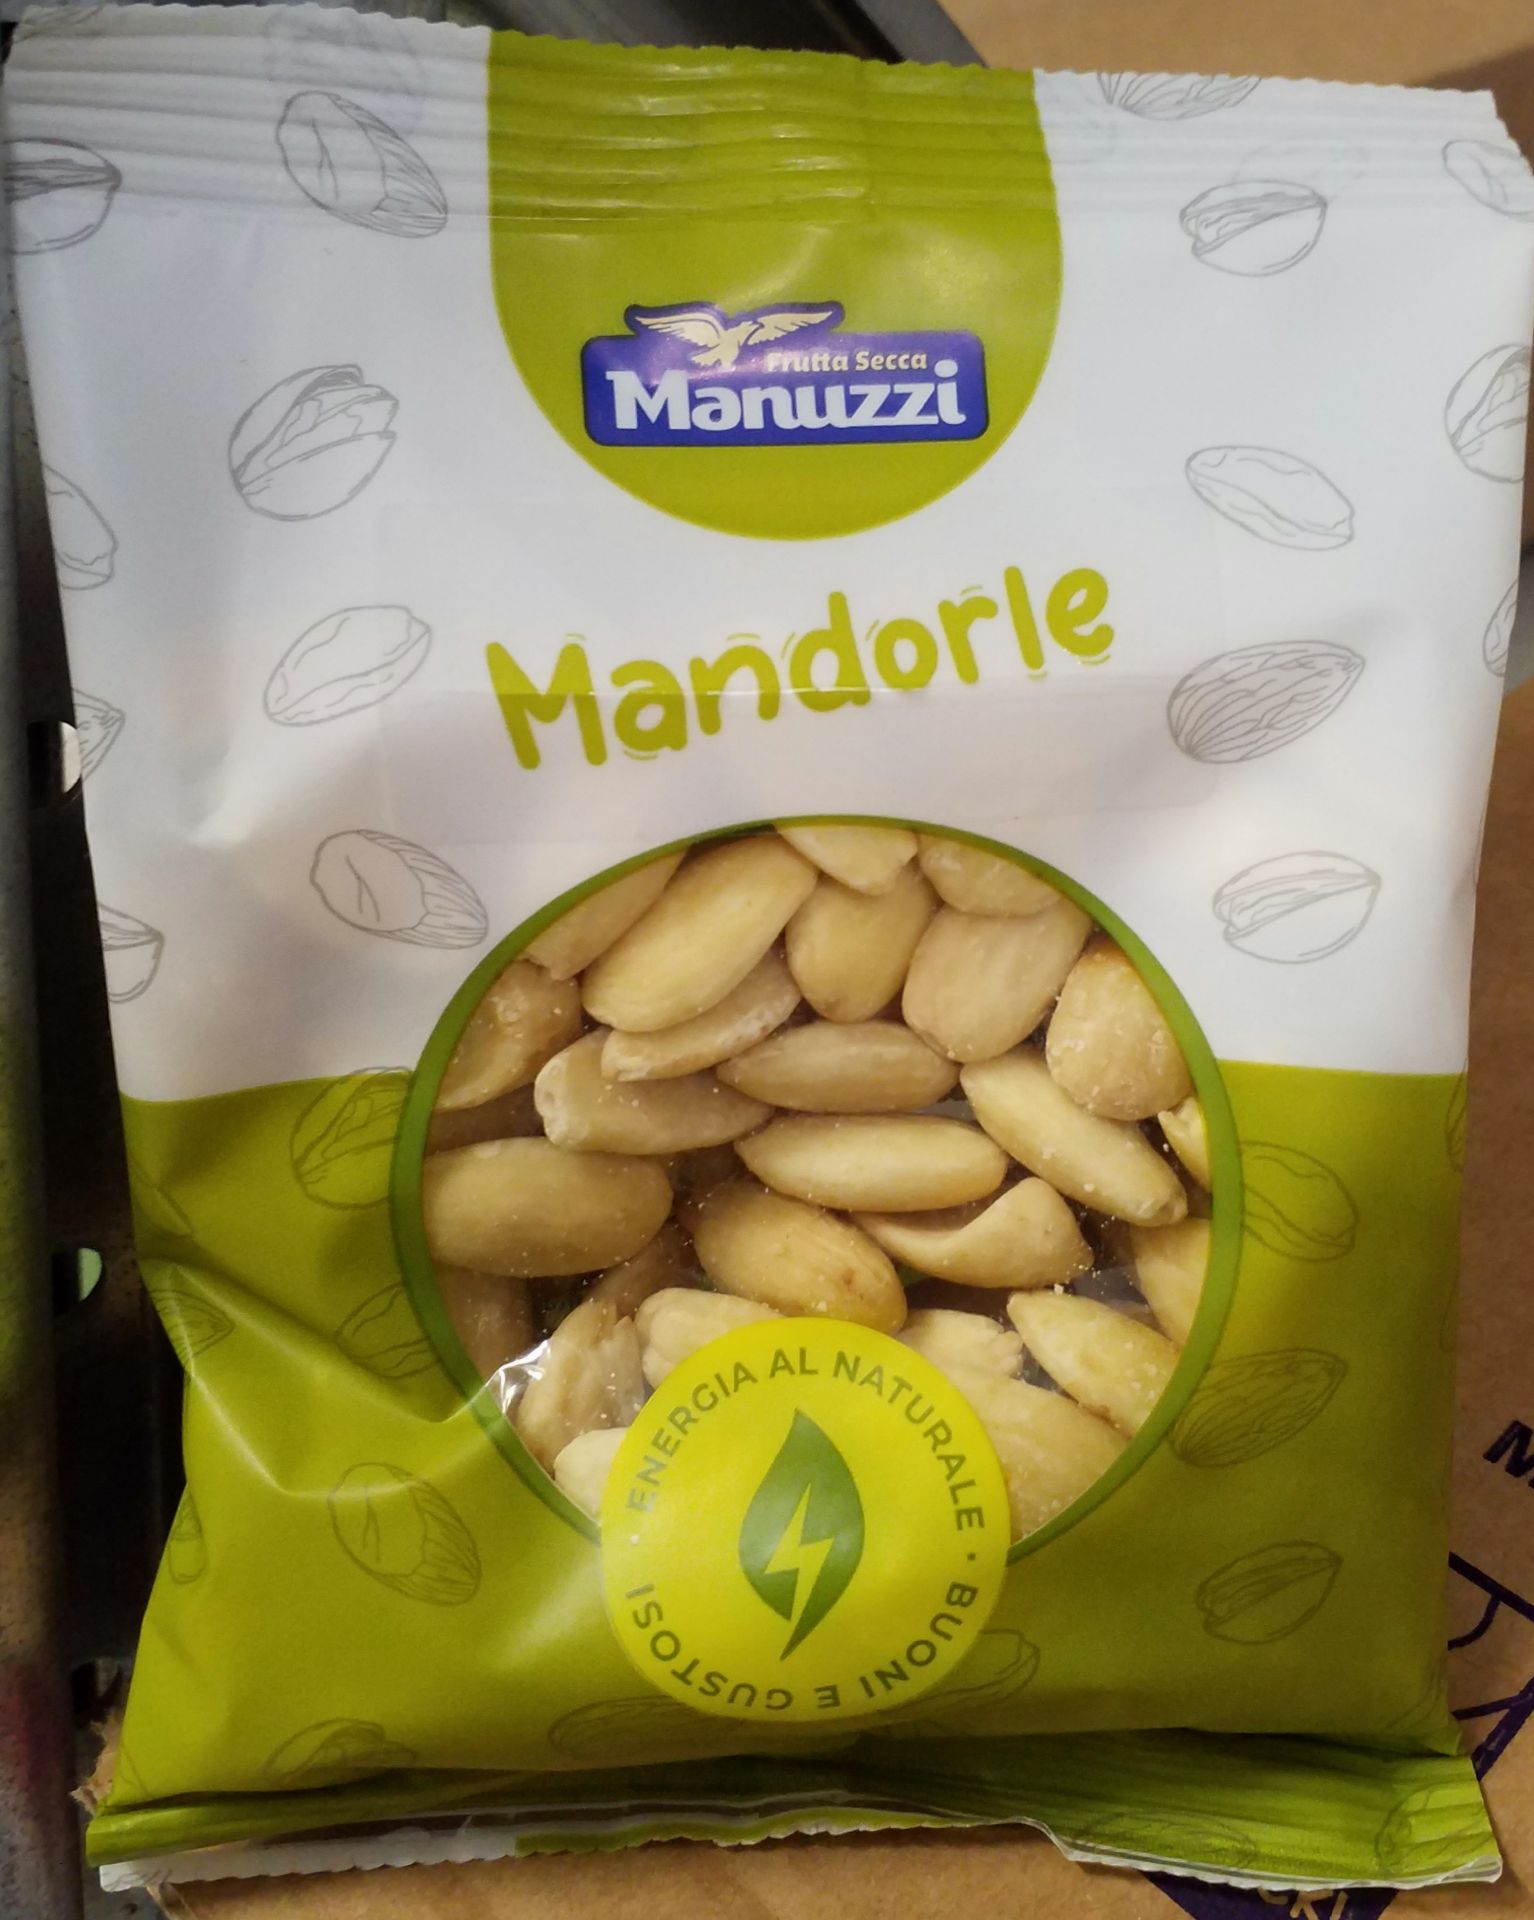 Frutta Secca
Manuzzi
Mandorle
ENERGIA AL NATURALE · BUONI E GUSTOSI ·